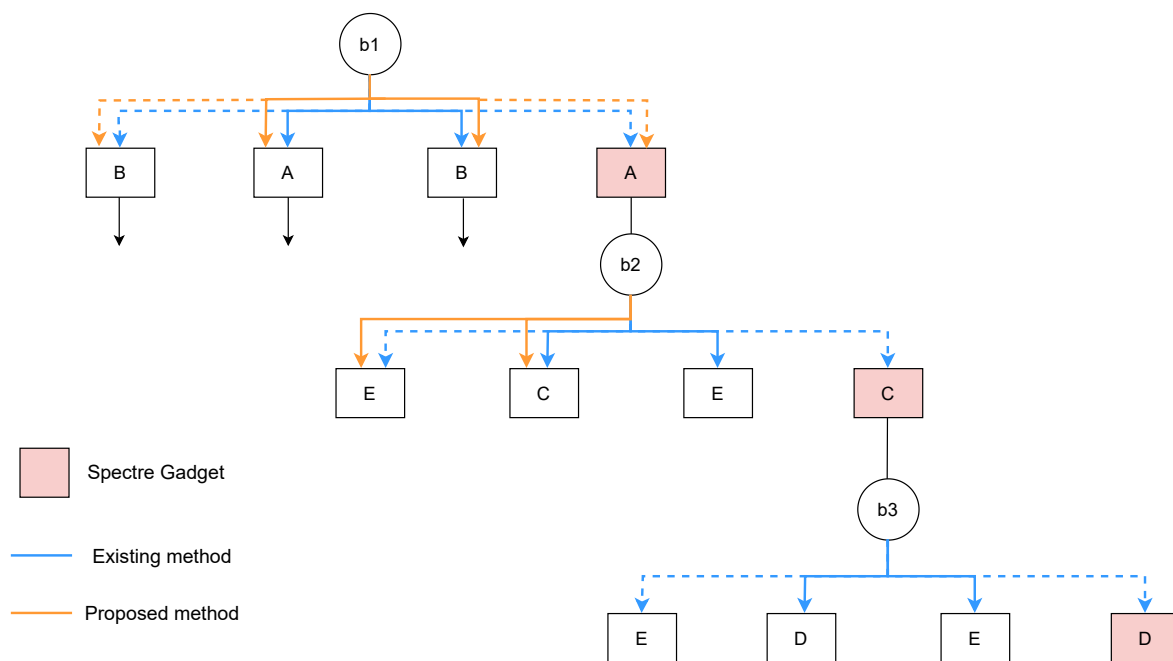 b1
B
A
B
A
b2
E
C
E
C
Spectre Gadget
b3
Existing method
Proposed method
E
D
E
D